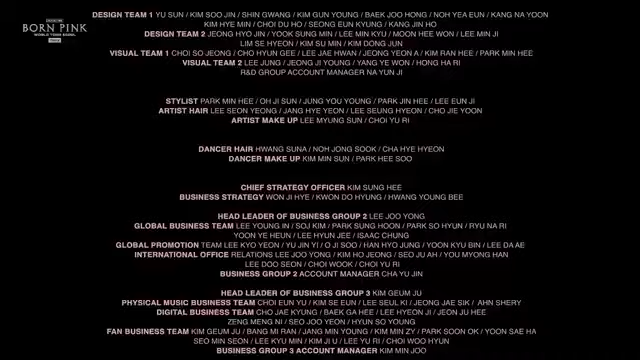 BLACKPINK
BORN PINK
WORLD TOUR SEOUL
DESIGN TEAM 1 YU SUN / KIM SOO JIN / SHIN GWANG / KIM GUN YOUNG / BAEK JOO HONG / NOH YEA EUN / KANG NA YOON
KIM HYE MIN / CHOI DU HO / SEONG EUN KYUNG / KANG JIN HO
DESIGN TEAM 2 JEONG HYO JIN / YOOK SUNG MIN / LEE MIN KYU / MOON HEE WON / LEE MIN JI
LIM SE HYEON / KIM SU MIN / KIM DONG JUN
VISUAL TEAM 1 CHOI SO JEONG / CHO HYUN GEE / LEE JAE HWAN / JEONG YEON A / KIM RAN HEE / PARK MIN HEE
VISUAL TEAM 2 LEE JUNG / JEONG JI YOUNG / YANG YE WON / HONG HA RI
R&D GROUP ACCOUNT MANAGER NA YUN JI
STYLIST PARK MIN HEE / OH JI SUN / JUNG YOU YOUNG / PARK JIN HEE / LEE EUN JI
ARTIST HAIR LEE SEON YEONG / JANG HYE YEON / LEE SEUNG HYEON / CHO JIE YOON
ARTIST MAKE UP LEE MYUNG SUN / CHOI YU RI
DANCER HAIR HWANG SUNA / NOH JONG SOOK / CHA HYE HYEON
DANCER MAKE UP KIM MIN SUN / PARK HEE SOO
CHIEF STRATEGY OFFICER KIM SUNG HEE
BUSINESS STRATEGY WON JI HYE / KWON DO HYUNG / HWANG YOUNG BEE
HEAD LEADER OF BUSINESS GROUP 2 LEE JOO YONG
GLOBAL BUSINESS TEAM LEE YOUNG IN / SOJ KIM / PARK SUNG HOON / PARK SO HYUN / RYU NA RI
YOON YE HEUN / LEE HYUN JEE / ISAAC CHUNG
GLOBAL PROMOTION TEAM LEE KYO YEON / YU JIN YI / O JI SOO / HAN HYO JUNG / YOON KYU BIN / LEE DA AE
INTERNATIONAL OFFICE RELATIONS LEE JOO YONG / KIM HO JEONG / SEO JU AH / YOU MYONG HAN
LEE DOO SEON / CHOI WOOK / CHOI YU RI
BUSINESS GROUP 2 ACCOUNT MANAGER CHA YU JIN
HEAD LEADER OF BUSINESS GROUP 3 KIM GEUM JU
PHYSICAL MUSIC BUSINESS TEAM CHOI EUN YU / KIM SE EUN / LEE SEUL KI / JEONG JAE SIK / AHN SHERY
DIGITAL BUSINESS TEAM CHO JAE KYUNG / BAEK GA HEE / LEE HYEON JI / JEON JU HEE
ZENG MENG NI / SEO JOO YEON / HYUN SO YOUNG
FAN BUSINESS TEAM KIM GEUM JU / BANG MI RAN / JANG MIN YOUNG / KIM MIN ZY / PARK SOON OK / YOON SAE HA
SEO MIN SEON / LEE KYU MIN / KIM JI U / LEE YU RI / CHOI WOO HYUN
BUSINESS GROUP 3 ACCOUNT MANAGER KIM MIN JOO